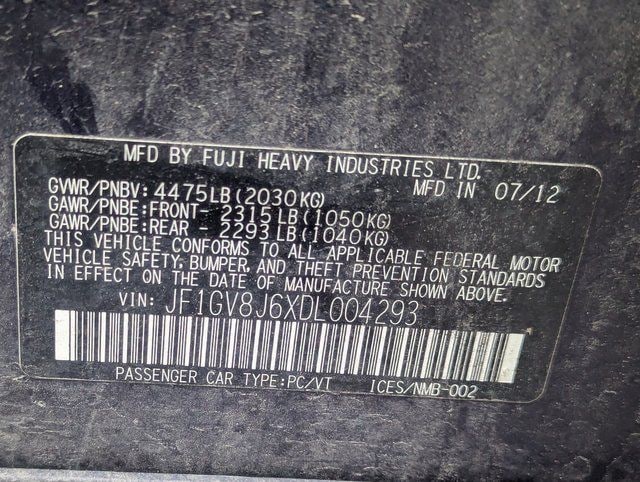 MFD BY FUJI HEAVY INDUSTRIES LTD.
GVWR/PNBV: 4475LB(2030KG) MFD IN 07/12
GAWR/PNBE:FRONT- 2315LB(1050KG)
GAWR/PNBE:REAR - 2293LB(1040KG)
THIS VEHICLE CONFORMS TO ALL APPLICABLE FEDERAL MOTOR
VEHICLE SAFETY, BUMPER, AND THEFT PREVENTION STANDARDS
IN EFFECT ON THE DATE OF MANUFACTURE SHOWN ABOVE.
VIN: JF1GV8J6XDL004293
PASSENGER CAR TYPE:PC/VT ICES/NMB-002